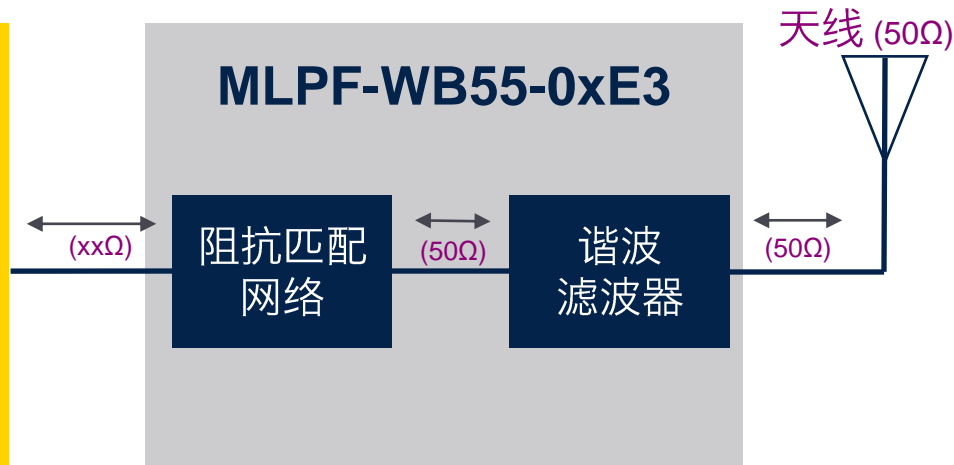 天线 (50Ω)
MLPF-WB55-0xE3
(xxΩ)
阻抗匹配
网络
(50Ω)
谐波
滤波器
(50Ω)